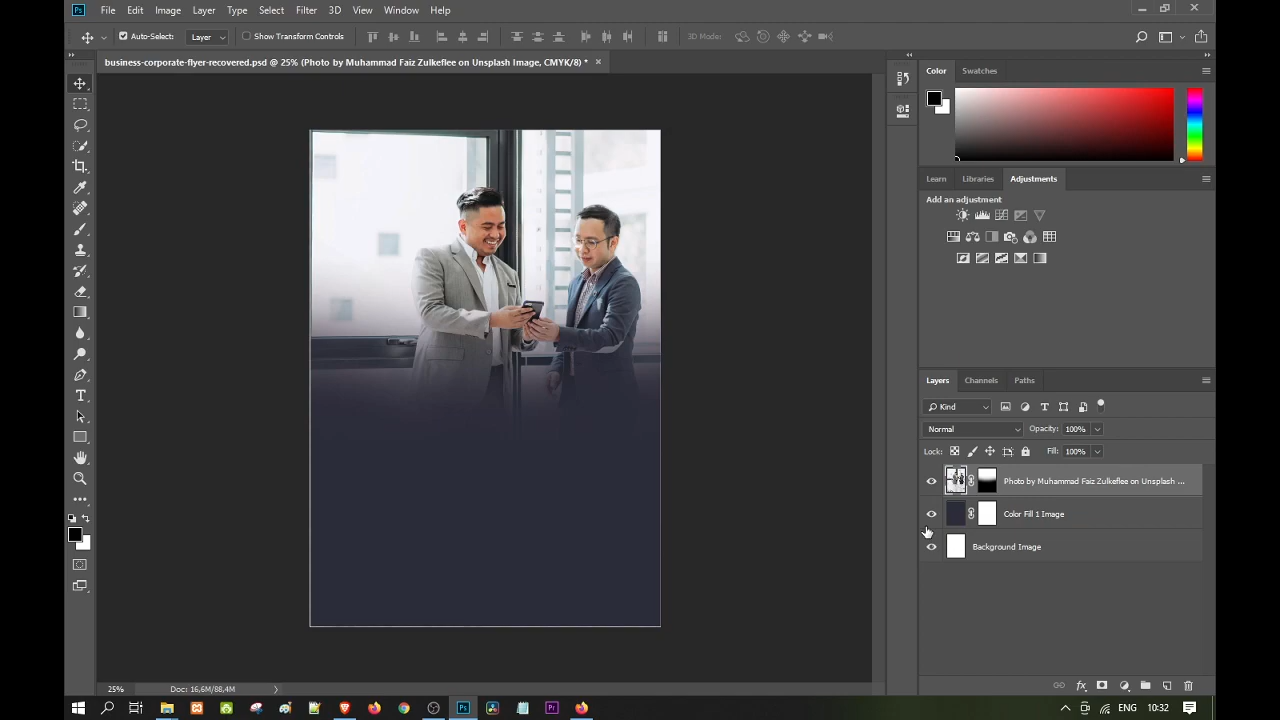 Ps File Edit Image Layer Type Select Filter 3D View Window Help
Auto-Select: Layer Show Transform Controls 3D Mode:
business-corporate-flyer-recovered.psd @ 25% (Photo by Muhammad Faiz Zulkeflee on Unsplash Image, CMYK/8) *
Color Swatches
Learn Libraries Adjustments
Add an adjustment
Layers Channels Paths
Kind
Normal Opacity: 100%
Lock: Fill: 100%
Photo by Muhammad Faiz Zulkeflee on Unsplash ...
Color Fill 1 Image
Background Image
25% Doc: 16,6M/88,4M
Ps Pr 10:32